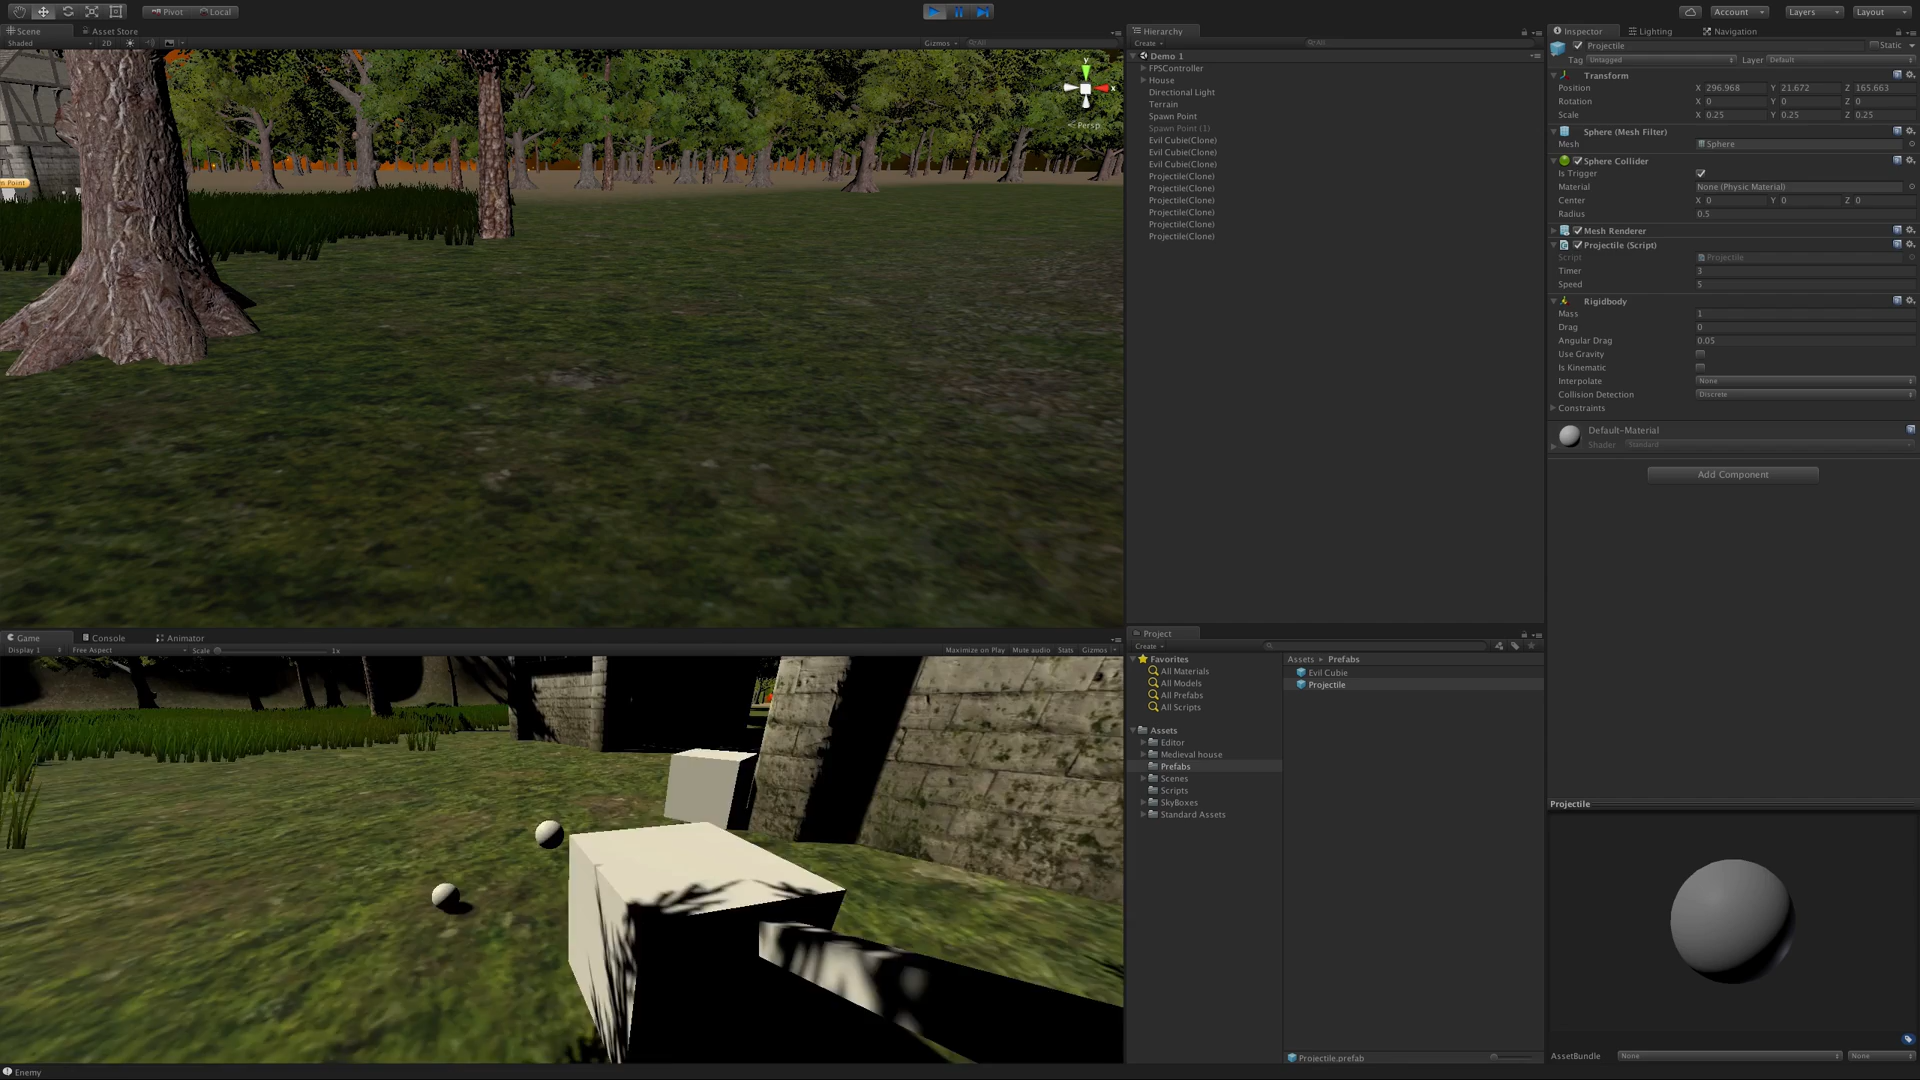 Pivot Local
Account Layers Layout
Scene Asset Store
Shaded 2D Gizmos All
y
x
Persp
Point
Hierarchy
Create All
Demo 1
FPSController
House
Directional Light
Terrain
Spawn Point
Spawn Point (1)
Evil Cubie(Clone)
Evil Cubie(Clone)
Evil Cubie(Clone)
Projectile(Clone)
Projectile(Clone)
Projectile(Clone)
Projectile(Clone)
Projectile(Clone)
Projectile(Clone)
Inspector Lighting Navigation
Projectile Static
Tag Untagged Layer Default
Transform
Position X 296.968 Y 21.672 Z 165.663
Rotation X 0 Y 0 Z 0
Scale X 0.25 Y 0.25 Z 0.25
Sphere (Mesh Filter)
Mesh Sphere
Sphere Collider
Is Trigger
Material None (Physic Material)
Center X 0 Y 0 Z 0
Radius 0.5
Mesh Renderer
Projectile (Script)
Script Projectile
Timer 3
Speed 5
Rigidbody
Mass 1
Drag 0
Angular Drag 0.05
Use Gravity
Is Kinematic
Interpolate None
Collision Detection Discrete
Constraints
Default-Material
Shader Standard
Add Component
Game Console Animator
Display 1 Free Aspect Scale 1x Maximize on Play Mute audio Stats Gizmos
Project
Create
Favorites
All Materials
All Models
All Prefabs
All Scripts
Assets
Editor
Medieval house
Prefabs
Scenes
Scripts
SkyBoxes
Standard Assets
Assets Prefabs
Evil Cubie
Projectile
Projectile.prefab
Projectile
AssetBundle None None
Enemy